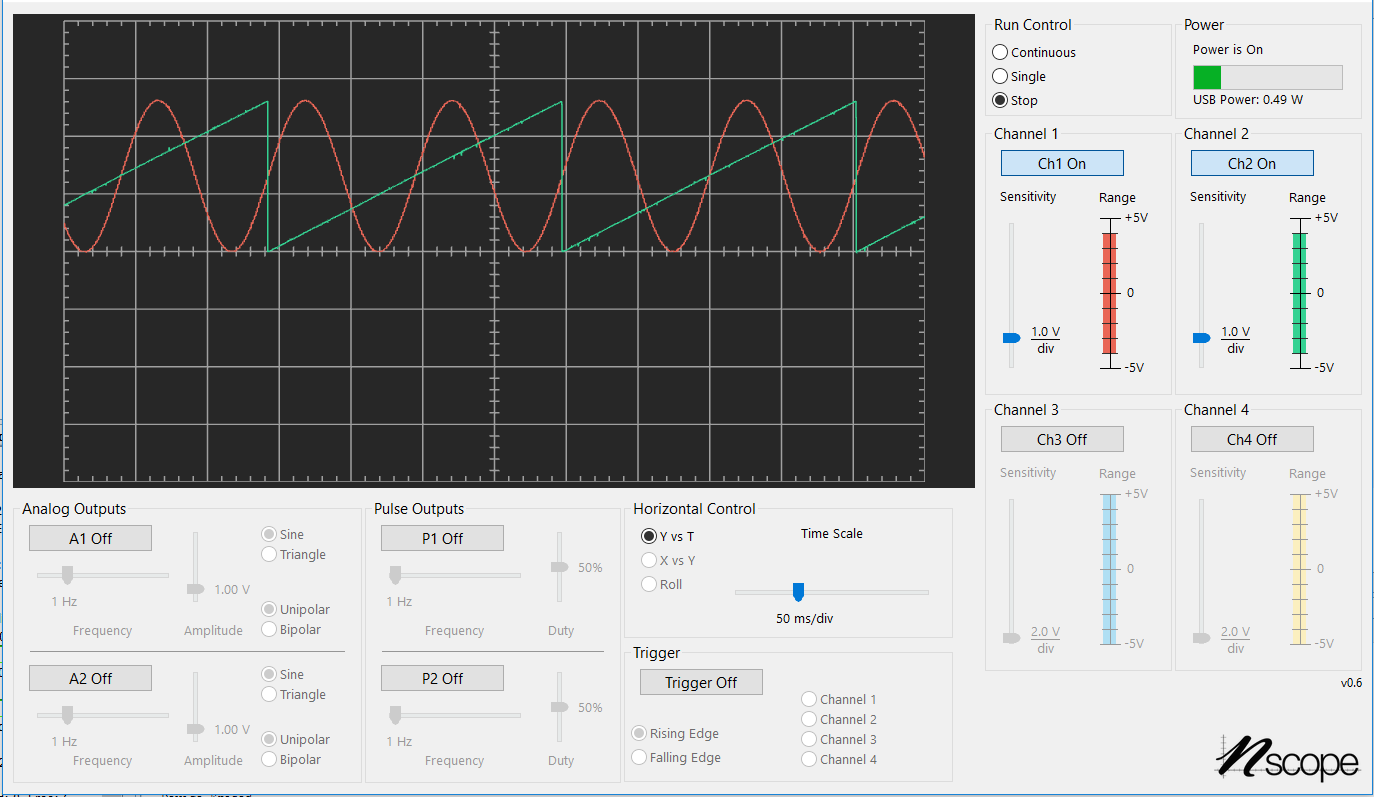 Run Control
Continuous
Single
Stop
Power
Power is On
USB Power: 0.49 W
Channel 1
Ch1 On
Sensitivity
Range
+5V
0
-5V
1.0 V
div
Channel 2
Ch2 On
Sensitivity
Range
+5V
0
-5V
1.0 V
div
Channel 3
Ch3 Off
Sensitivity
Range
+5V
0
-5V
2.0 V
div
Channel 4
Ch4 Off
Sensitivity
Range
+5V
0
-5V
2.0 V
div
Analog Outputs
A1 Off
Sine
Triangle
1.00 V
1 Hz
Unipolar
Bipolar
Frequency
Amplitude
A2 Off
Sine
Triangle
1.00 V
1 Hz
Unipolar
Bipolar
Frequency
Amplitude
Pulse Outputs
P1 Off
50%
1 Hz
Frequency
Duty
P2 Off
50%
1 Hz
Frequency
Duty
Horizontal Control
Y vs T
X vs Y
Roll
Time Scale
50 ms/div
Trigger
Trigger Off
Rising Edge
Falling Edge
Channel 1
Channel 2
Channel 3
Channel 4
v0.6
nscope